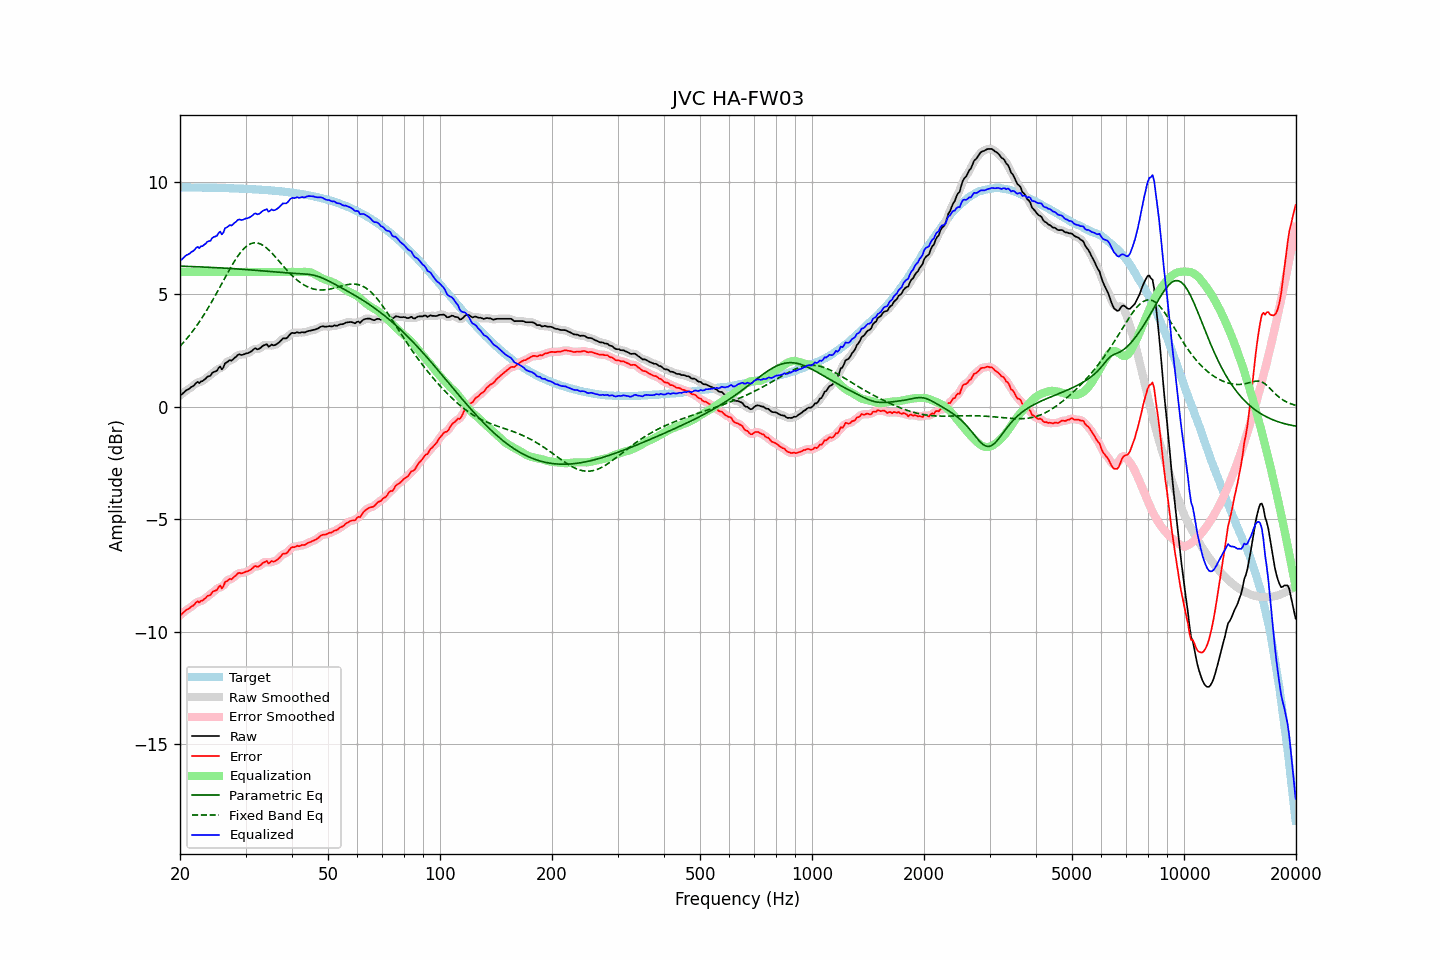 JVC HA-FW03
Amplitude (dBr)
10
5
0
−5
−10
−15
Target
Raw Smoothed
Error Smoothed
Raw
Error
Equalization
Parametric Eq
Fixed Band Eq
Equalized
20 50 100 200 500 1000 2000 5000 10000 20000
Frequency (Hz)